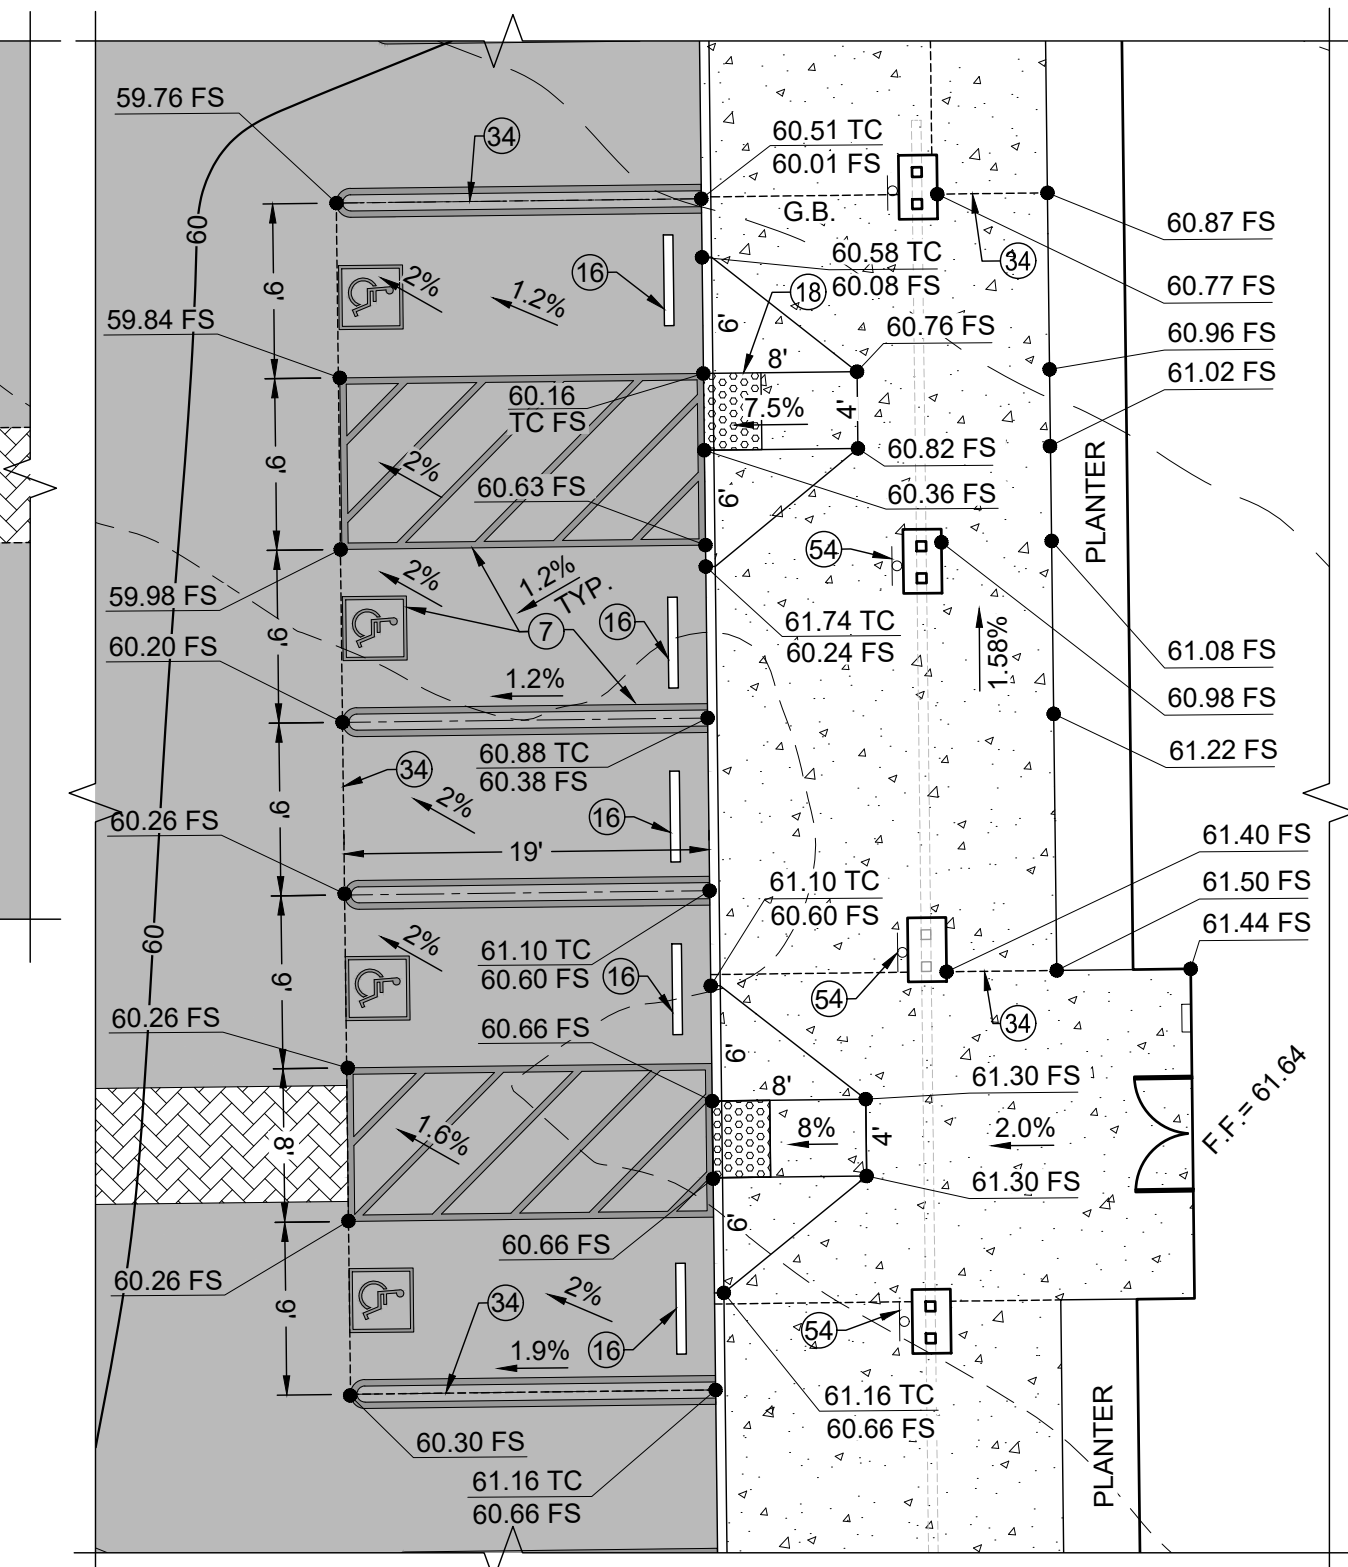 59.76 FS
34
60.51 TC
60.01 FS
G.B.
60
60.87 FS
60.58 TC
60.08 FS
34
9'
2%
1.2%
16
18
60.77 FS
59.84 FS
6'
60.76 FS
60.96 FS
8'
61.02 FS
60.16
TC FS
7.5%
4'
9'
2%
60.82 FS
60.63 FS
6'
60.36 FS
PLANTER
54
59.98 FS
2%
1.2%
TYP.
9'
7
16
61.74 TC
60.24 FS
1.58%
61.08 FS
60.20 FS
1.2%
60.98 FS
60.88 TC
60.38 FS
61.22 FS
34
2%
16
9'
60.26 FS
19'
61.40 FS
61.10 TC
60.60 FS
61.50 FS
61.44 FS
60
9'
2%
61.10 TC
60.60 FS
16
54
34
60.26 FS
60.66 FS
6'
8'
61.30 FS
F.F.= 61.64
8'
1.6%
8%
4'
2.0%
61.30 FS
6'
60.66 FS
60.26 FS
9'
34
2%
1.9%
16
54
61.16 TC
60.66 FS
PLANTER
60.30 FS
61.16 TC
60.66 FS